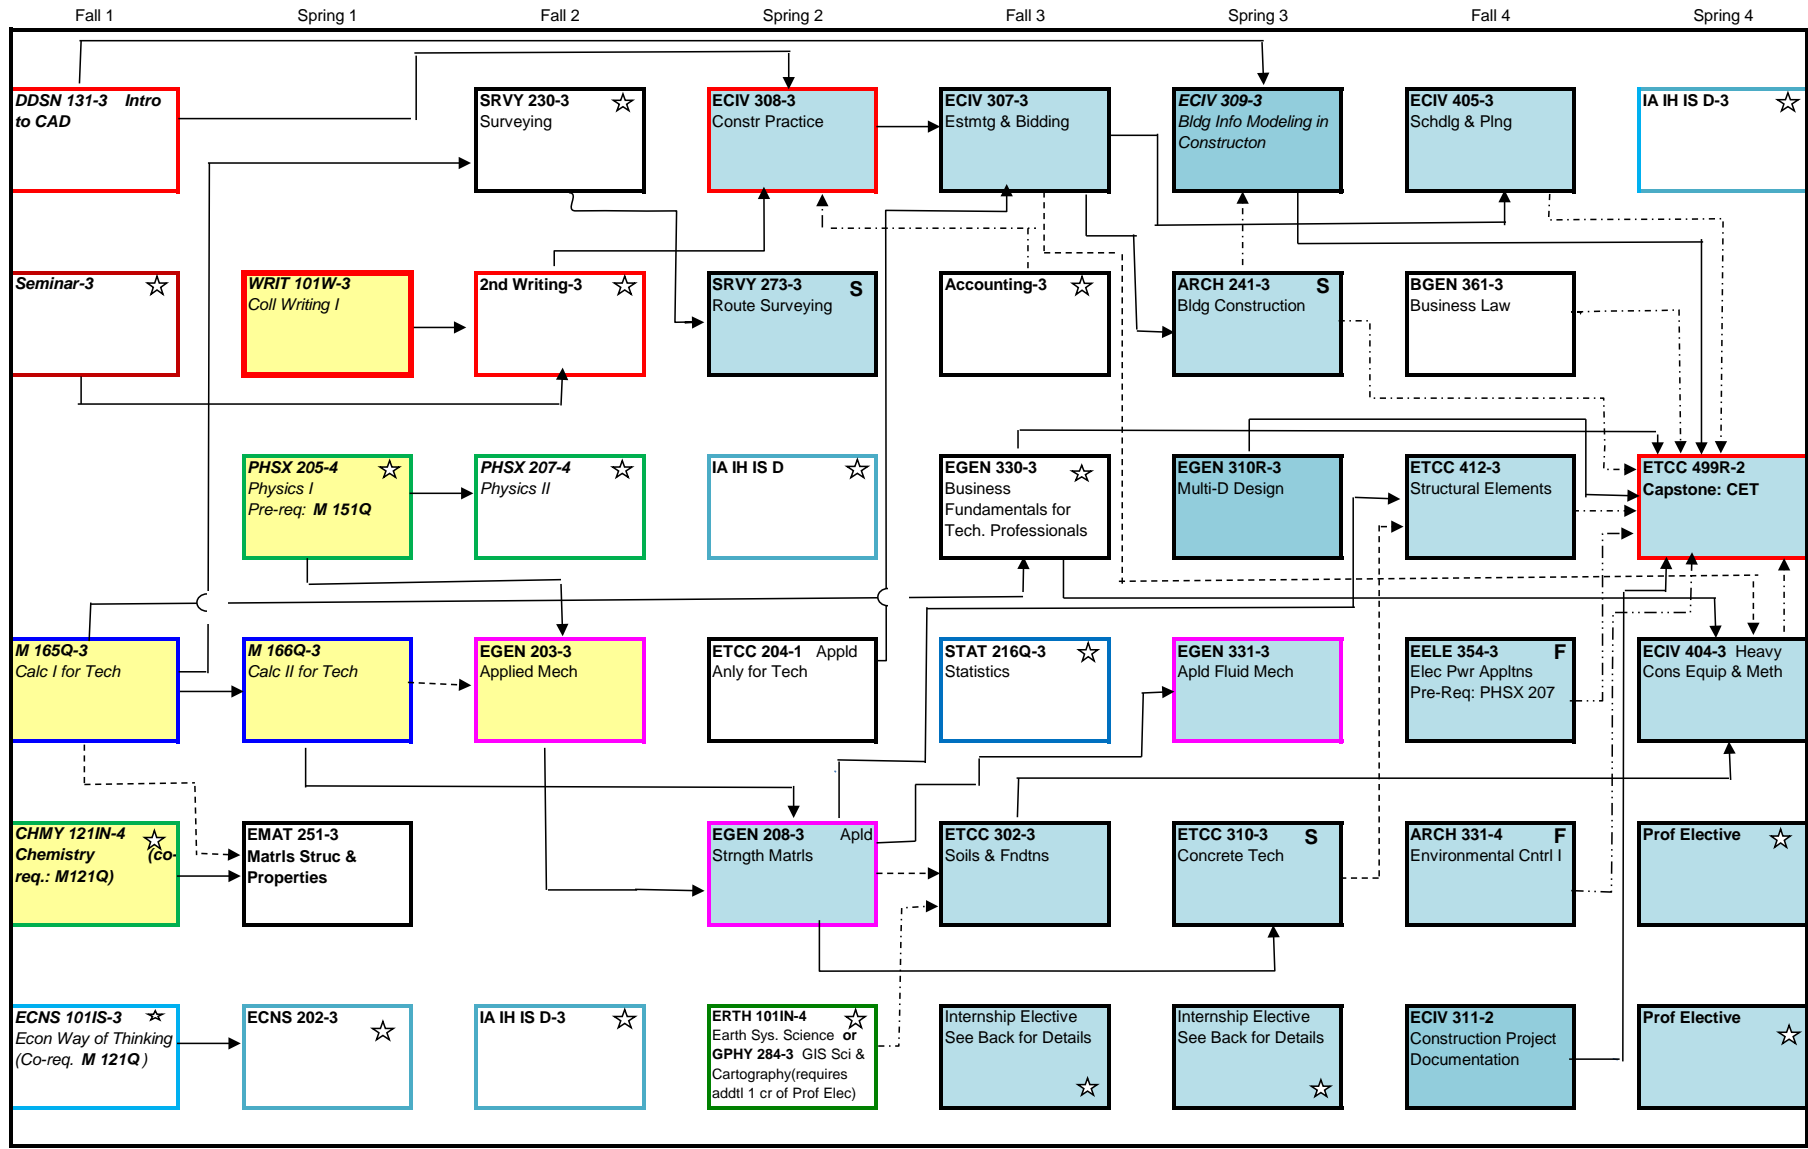 Fall 1
Spring 1
Fall 2
Spring 2
Fall 3
Spring 3
Fall 4
Spring 4
DDSN 131-3 Intro
to CAD
SRVY 230-3
Surveying
ECIV 308-3
Constr Practice
ECIV 307-3
Estmtg & Bidding
ECIV 309-3
Bldg Info Modeling in
Constructon
ECIV 405-3
Schdlg & Plng
IA IH IS D-3
Seminar-3
WRIT 101W-3
Coll Writing I
2nd Writing-3
SRVY 273-3 S
Route Surveying
Accounting-3
ARCH 241-3 S
Bldg Construction
BGEN 361-3
Business Law
PHSX 205-4
Physics I
Pre-req: M 151Q
PHSX 207-4
Physics II
IA IH IS D
EGEN 330-3
Business
Fundamentals for
Tech. Professionals
EGEN 310R-3
Multi-D Design
ETCC 412-3
Structural Elements
ETCC 499R-2
Capstone: CET
M 165Q-3
Calc I for Tech
M 166Q-3
Calc II for Tech
EGEN 203-3
Applied Mech
ETCC 204-1 Appld
Anly for Tech
STAT 216Q-3
Statistics
EGEN 331-3
Apld Fluid Mech
EELE 354-3 F
Elec Pwr Appltns
Pre-Req: PHSX 207
ECIV 404-3 Heavy
Cons Equip & Meth
CHMY 121IN-4
Chemistry (co-
req.: M121Q)
EMAT 251-3
Matrls Struc &
Properties
EGEN 208-3 Apld
Strngth Matrls
ETCC 302-3
Soils & Fndtns
ETCC 310-3 S
Concrete Tech
ARCH 331-4 F
Environmental Cntrl I
Prof Elective
ECNS 101IS-3
Econ Way of Thinking
(Co-req. M 121Q )
ECNS 202-3
IA IH IS D-3
ERTH 101IN-4
Earth Sys. Science or
GPHY 284-3 GIS Sci &
Cartography(requires
addtl 1 cr of Prof Elec)
Internship Elective
See Back for Details
Internship Elective
See Back for Details
ECIV 311-2
Construction Project
Documentation
Prof Elective